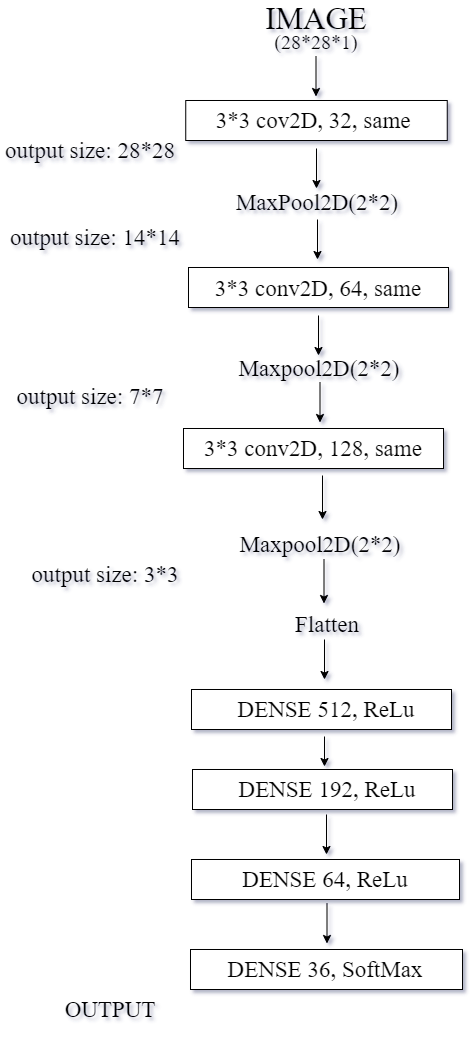 IMAGE
(28*28*1)
3*3 cov2D, 32, same
output size: 28*28
MaxPool2D(2*2)
output size: 14*14
3*3 conv2D, 64, same
Maxpool2D(2*2)
output size: 7*7
3*3 conv2D, 128, same
Maxpool2D(2*2)
output size: 3*3
Flatten
DENSE 512, ReLu
DENSE 192, ReLu
DENSE 64, ReLu
DENSE 36, SoftMax
OUTPUT